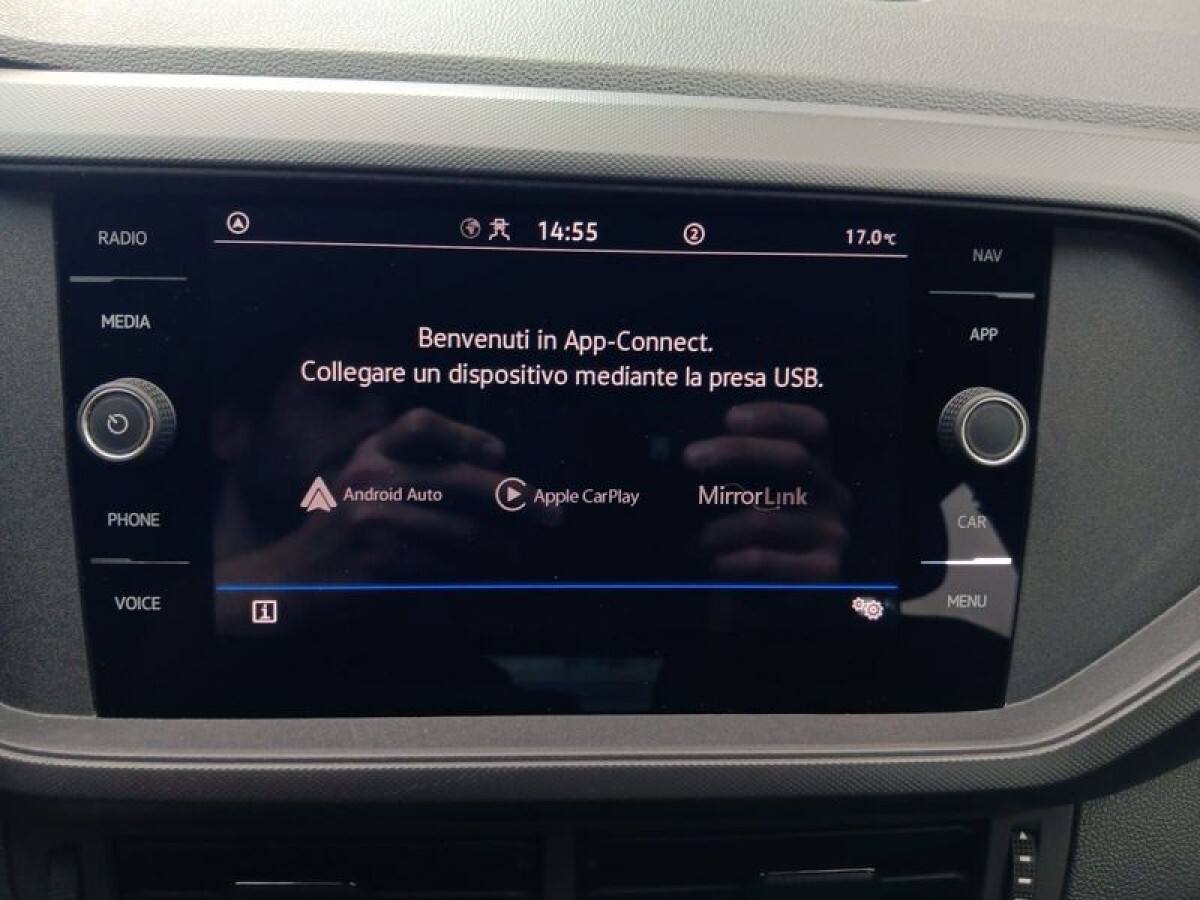 RADIO
MEDIA
PHONE
VOICE
14:55
2
17.0°C
Benvenuti in App-Connect.
Collegare un dispositivo mediante la presa USB.
Android Auto
Apple CarPlay
MirrorLink
i
NAV
APP
CAR
MENU